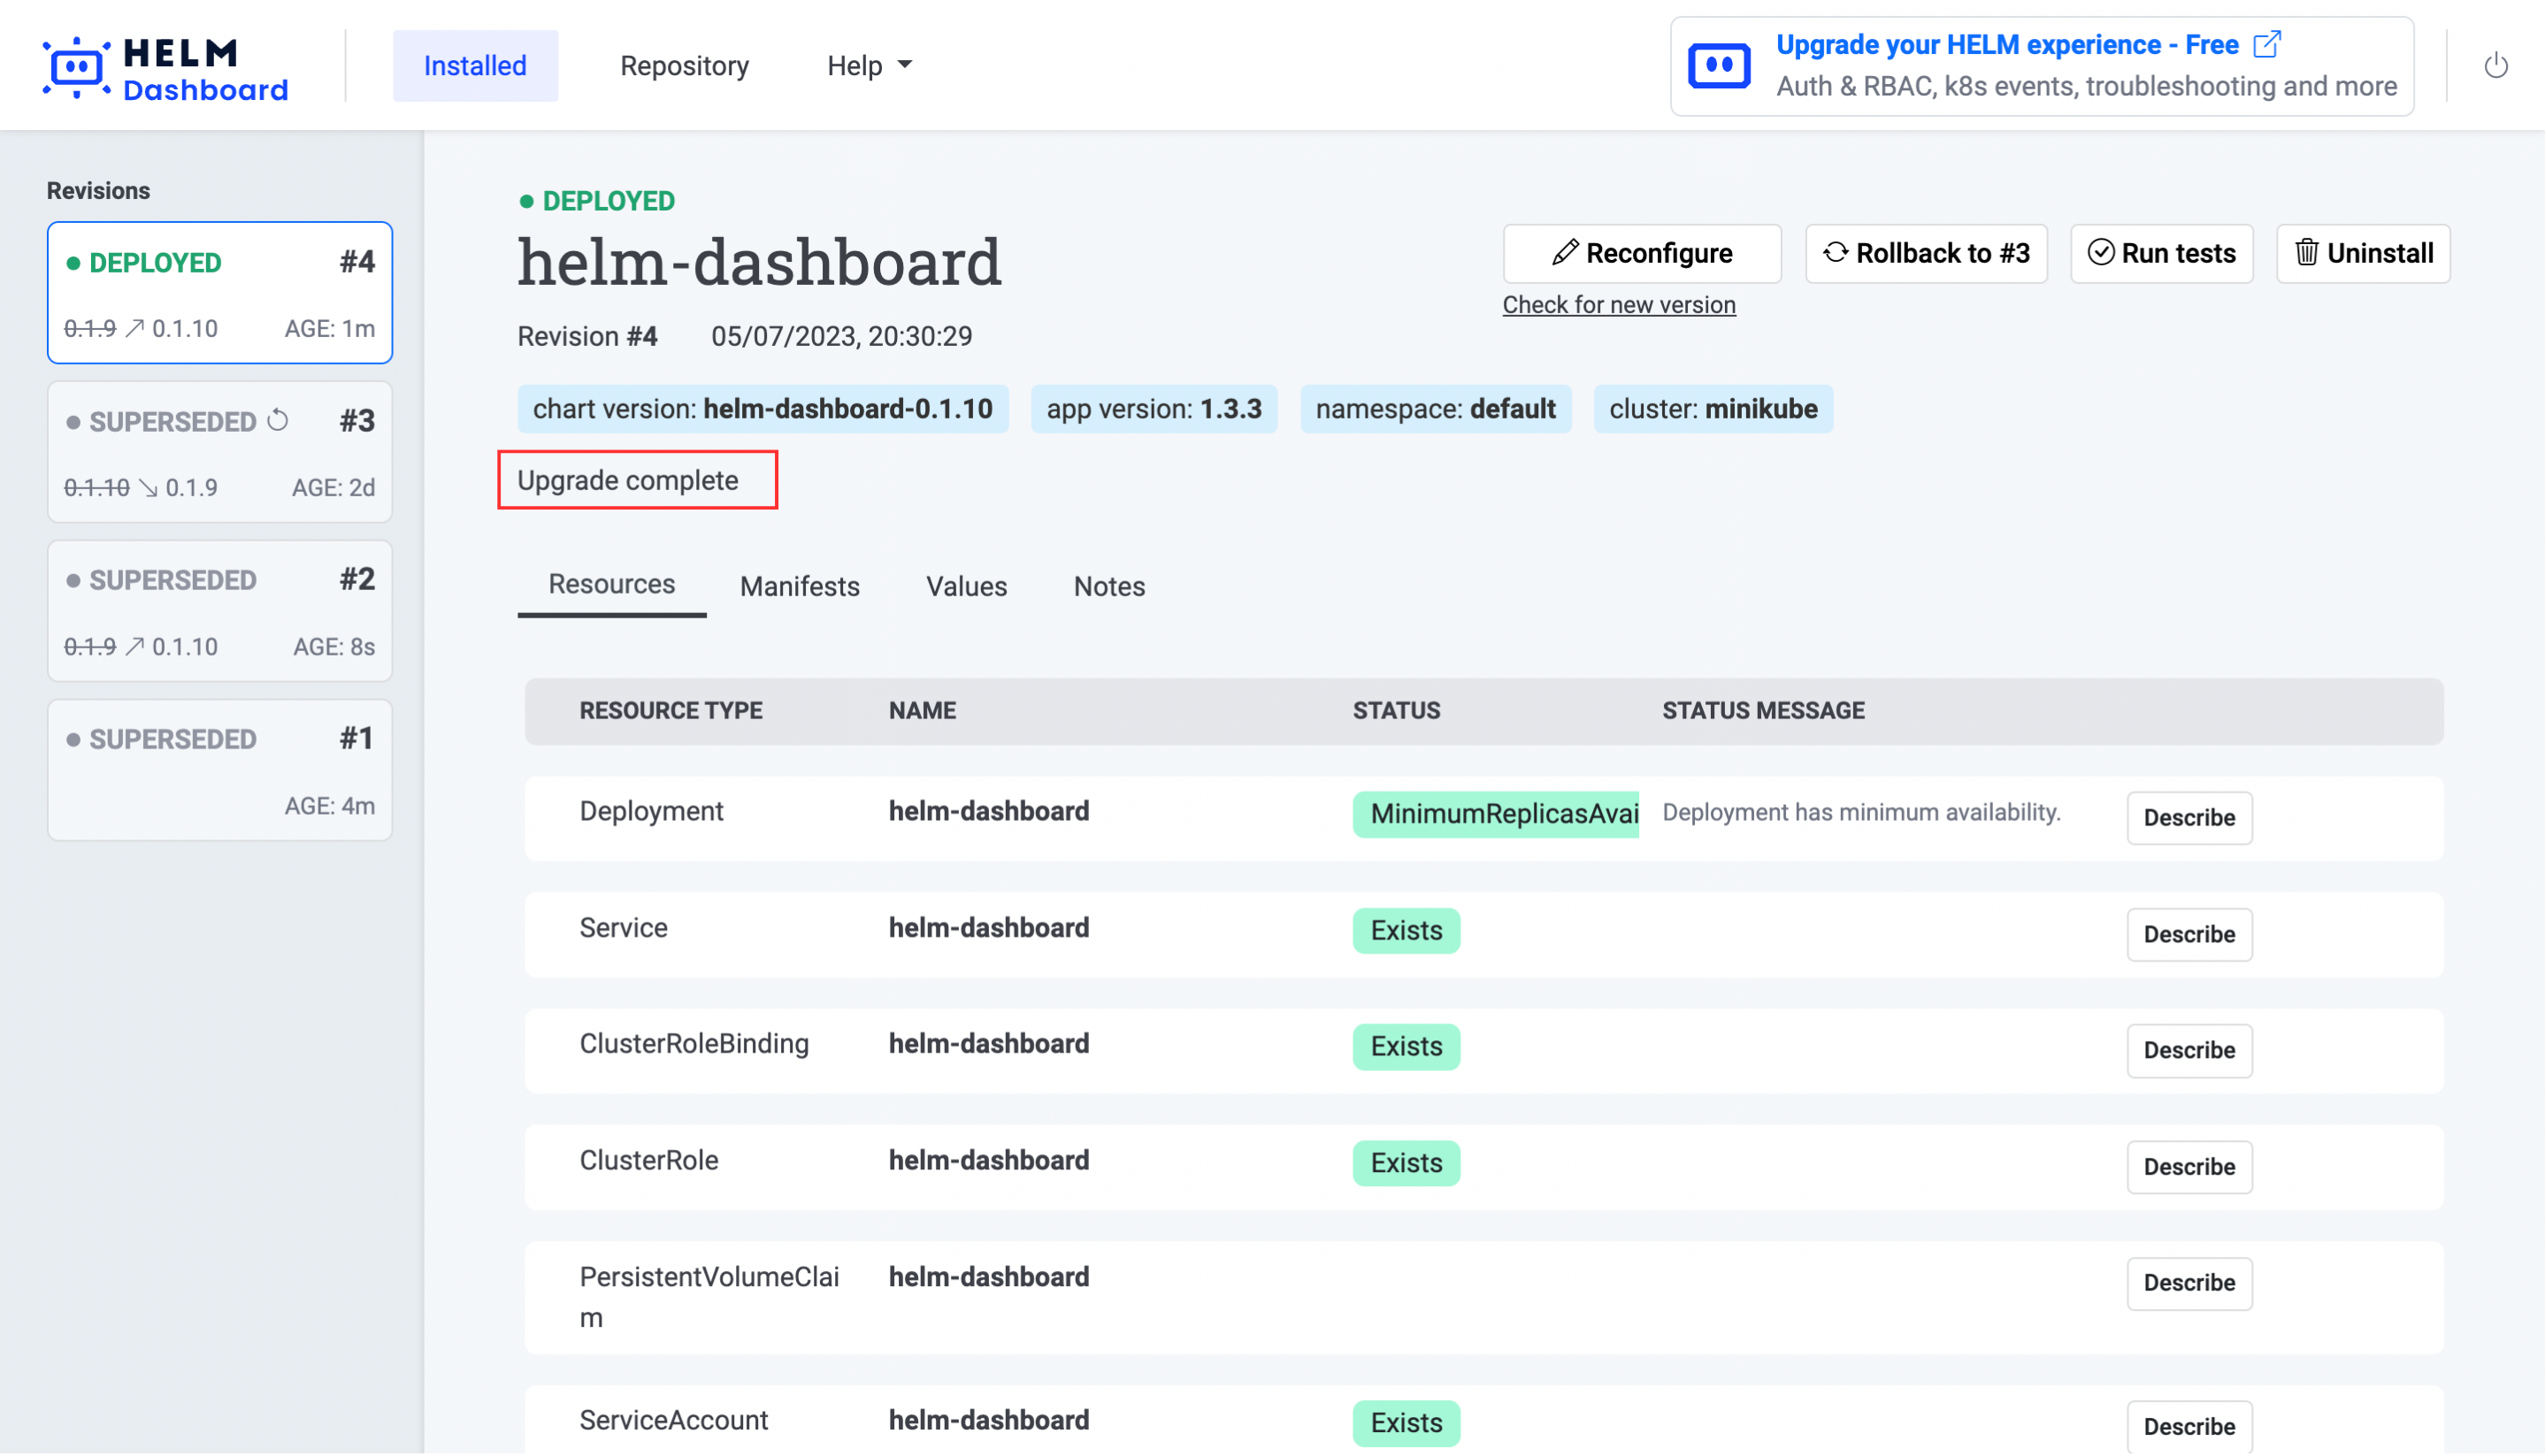 HELM
Dashboard
Installed
Repository
Help
Upgrade your HELM experience - Free
Auth & RBAC, k8s events, troubleshooting and more
Revisions
DEPLOYED #4
0.1.9 0.1.10 AGE: 1m
SUPERSEDED #3
0.1.10 0.1.9 AGE: 2d
SUPERSEDED #2
0.1.9 0.1.10 AGE: 8s
SUPERSEDED #1
AGE: 4m
DEPLOYED
helm-dashboard
Revision #4 05/07/2023, 20:30:29
Reconfigure
Rollback to #3
Run tests
Uninstall
Check for new version
chart version: helm-dashboard-0.1.10
app version: 1.3.3
namespace: default
cluster: minikube
Upgrade complete
Resources
Manifests
Values
Notes
RESOURCE TYPE NAME STATUS STATUS MESSAGE
Deployment helm-dashboard MinimumReplicasAvai Deployment has minimum availability. Describe
Service helm-dashboard Exists Describe
ClusterRoleBinding helm-dashboard Exists Describe
ClusterRole helm-dashboard Exists Describe
PersistentVolumeClai helm-dashboard Describe
m
ServiceAccount helm-dashboard Exists Describe